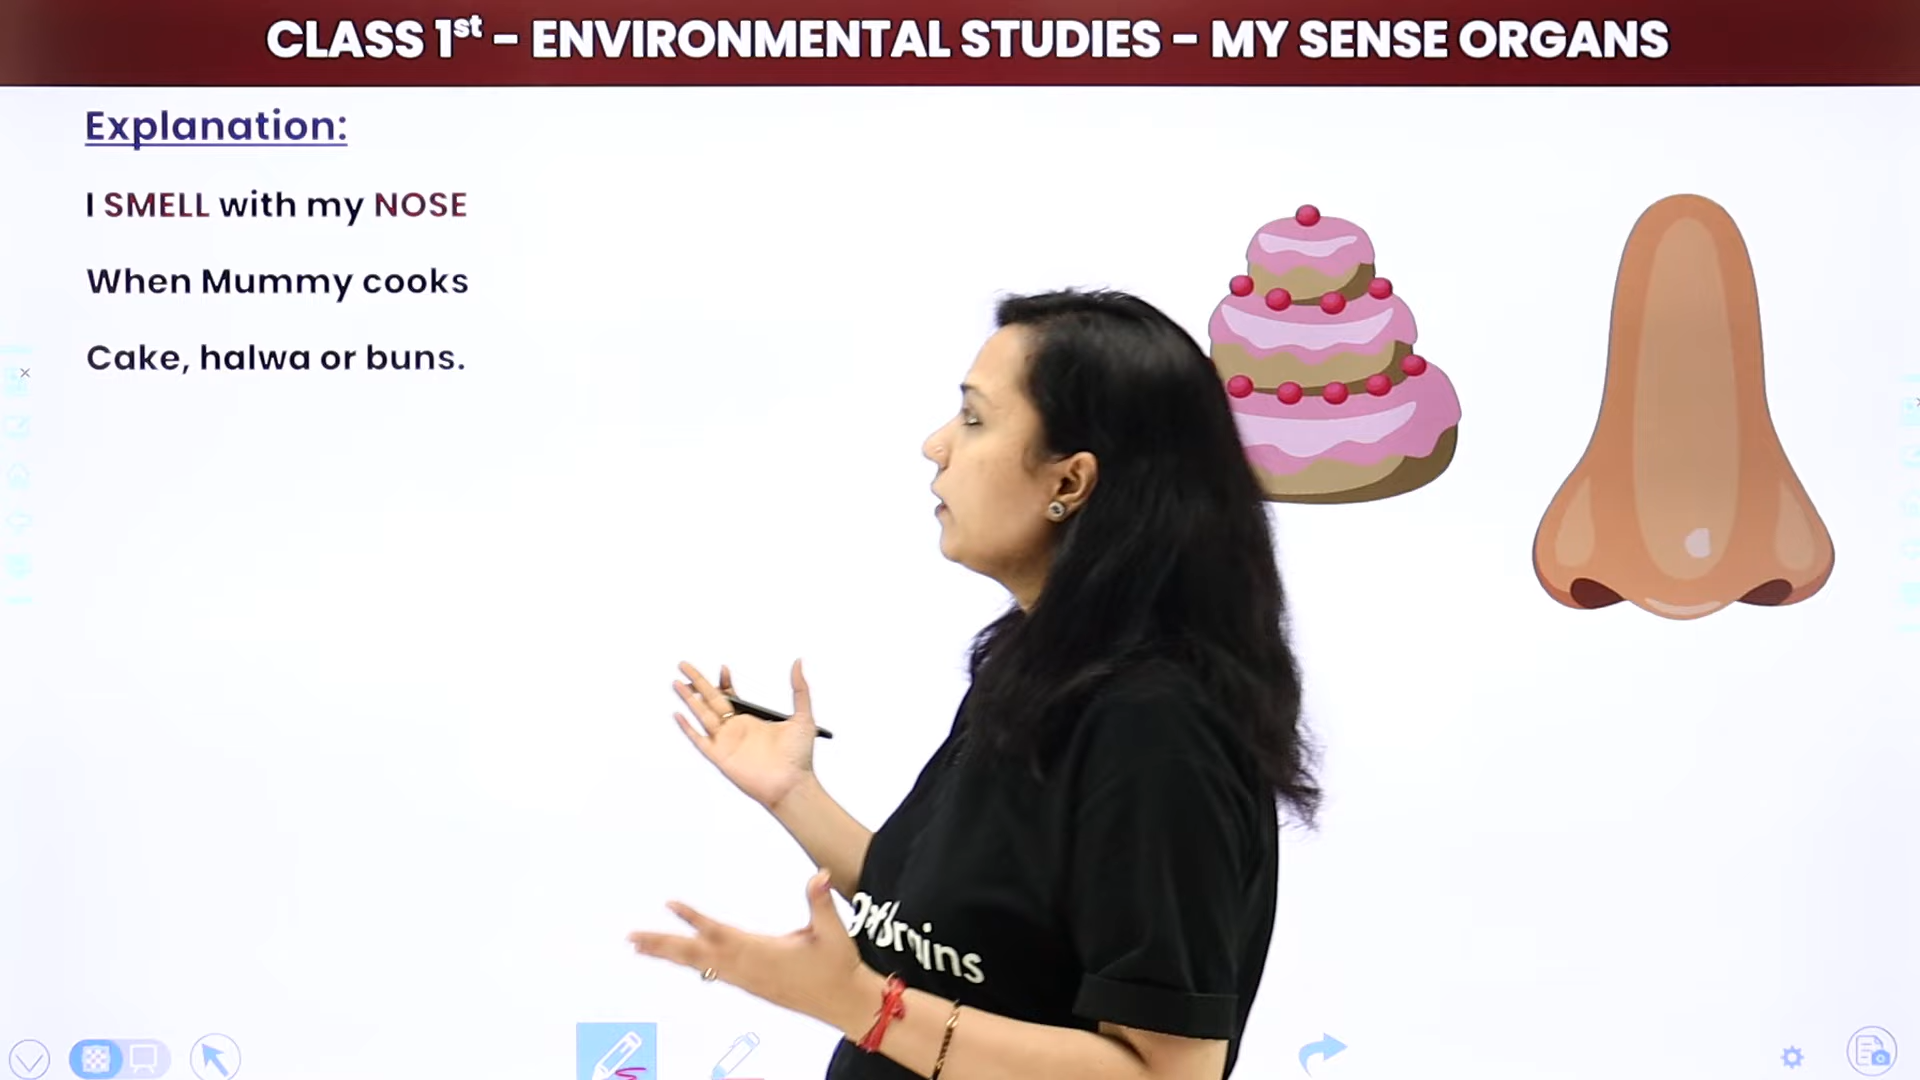 CLASS 1st - ENVIRONMENTAL STUDIES - MY SENSE ORGANS
Explanation:
I SMELL with my NOSE
When Mummy cooks
Cake, halwa or buns.